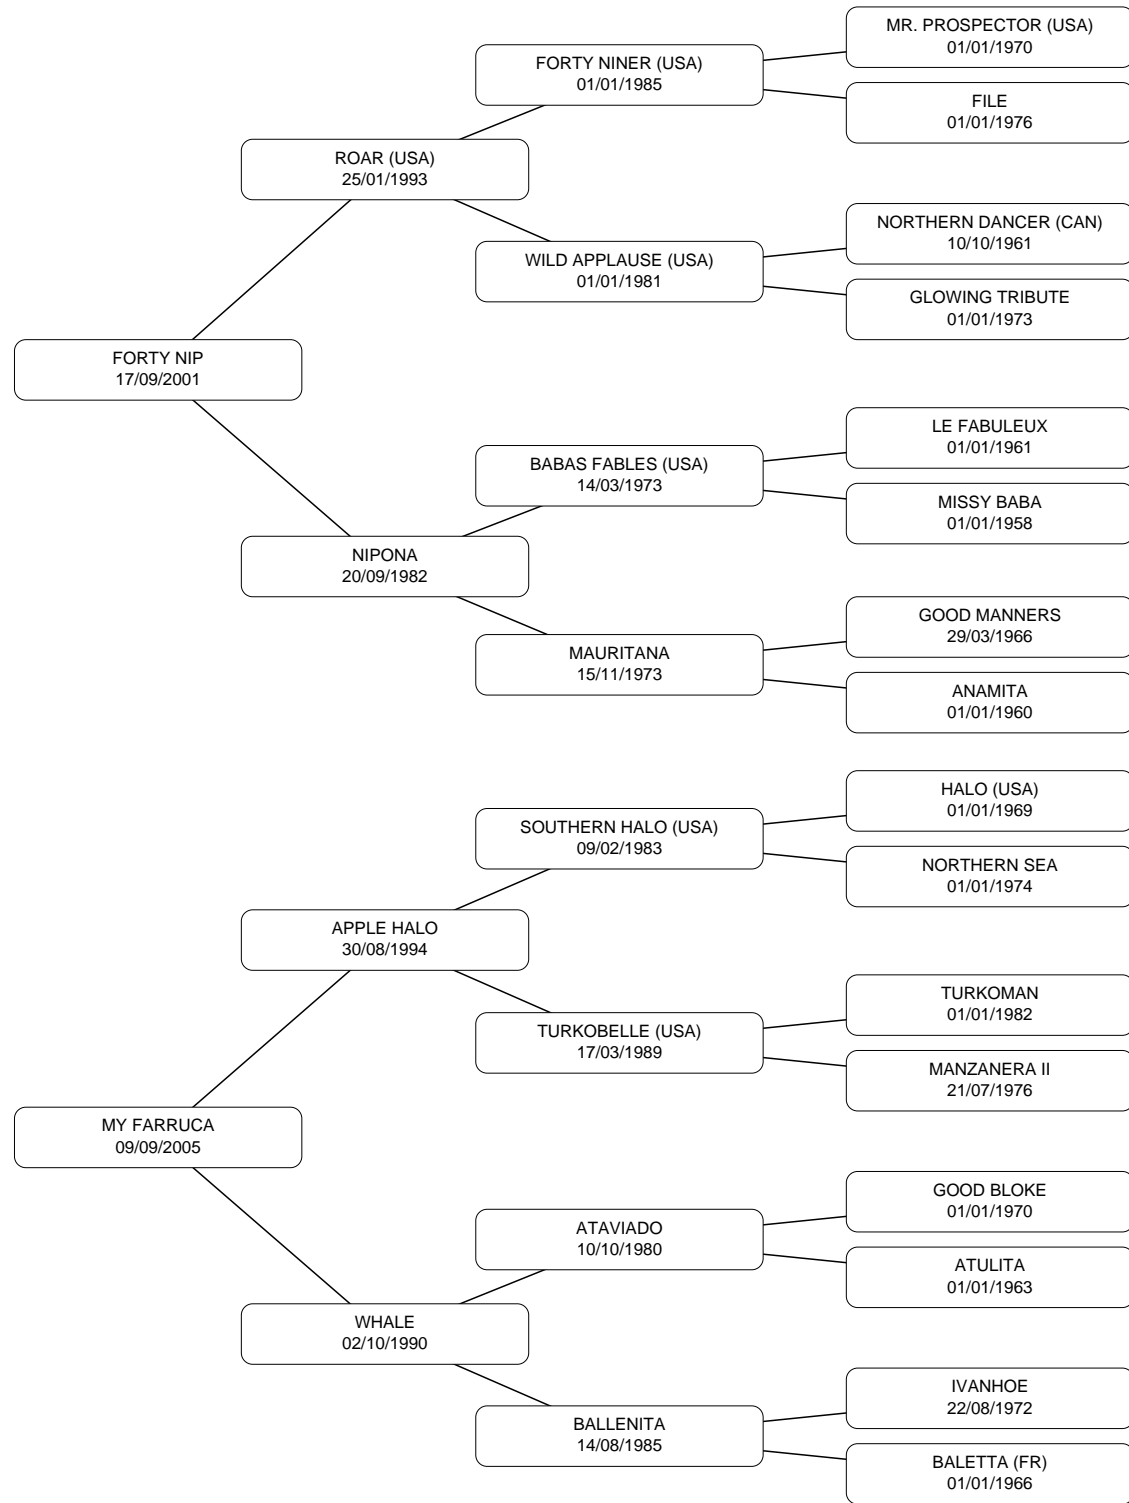 MR. PROSPECTOR (USA)
01/01/1970
FORTY NINER (USA)
01/01/1985
FILE
01/01/1976
ROAR (USA)
25/01/1993
NORTHERN DANCER (CAN)
10/10/1961
WILD APPLAUSE (USA)
01/01/1981
GLOWING TRIBUTE
01/01/1973
FORTY NIP
17/09/2001
LE FABULEUX
01/01/1961
BABAS FABLES (USA)
14/03/1973
MISSY BABA
01/01/1958
NIPONA
20/09/1982
GOOD MANNERS
29/03/1966
MAURITANA
15/11/1973
ANAMITA
01/01/1960
HALO (USA)
01/01/1969
SOUTHERN HALO (USA)
09/02/1983
NORTHERN SEA
01/01/1974
APPLE HALO
30/08/1994
TURKOMAN
01/01/1982
TURKOBELLE (USA)
17/03/1989
MANZANERA II
21/07/1976
MY FARRUCA
09/09/2005
GOOD BLOKE
01/01/1970
ATAVIADO
10/10/1980
ATULITA
01/01/1963
WHALE
02/10/1990
IVANHOE
22/08/1972
BALLENITA
14/08/1985
BALETTA (FR)
01/01/1966